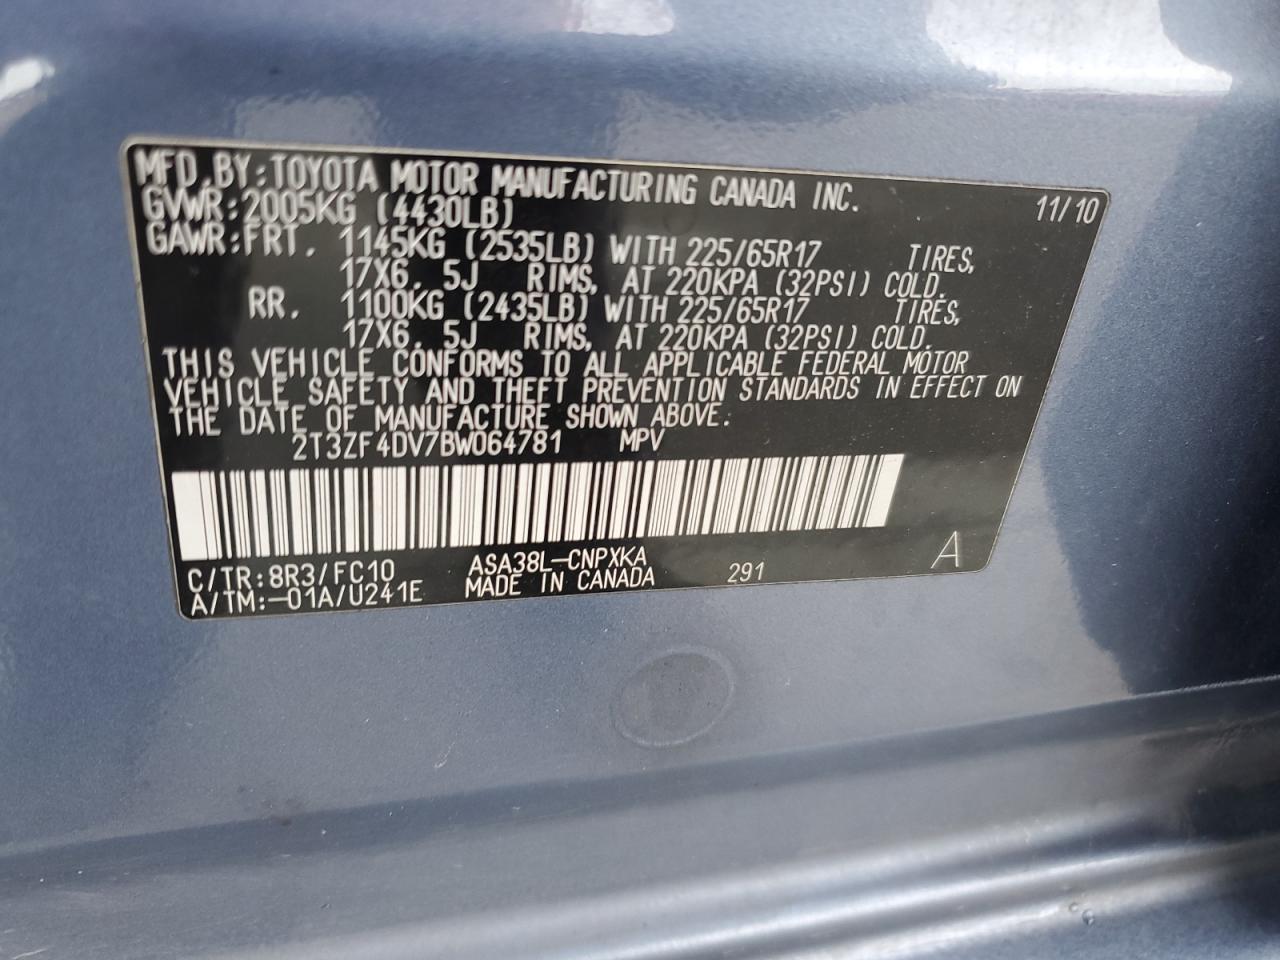 MFD.BY:TOYOTA MOTOR MANUFACTURING CANADA INC. 11/10
GVWR:2005KG (4430LB)
GAWR:FRT. 1145KG (2535LB) WITH 225/65R17 TIRES,
17X6. 5J RIMS, AT 220KPA (32PSI) COLD.
RR. 1100KG (2435LB) WITH 225/65R17 TIRES,
17X6. 5J RIMS, AT 220KPA (32PSI) COLD.
THIS VEHICLE CONFORMS TO ALL APPLICABLE FEDERAL MOTOR
VEHICLE SAFETY AND THEFT PREVENTION STANDARDS IN EFFECT ON
THE DATE OF MANUFACTURE SHOWN ABOVE.
2T3ZF4DV7BW064781 MPV
C/TR:8R3/FC10 ASA38L-CNPXKA A
A/TM:-01A/U241E MADE IN CANADA 291